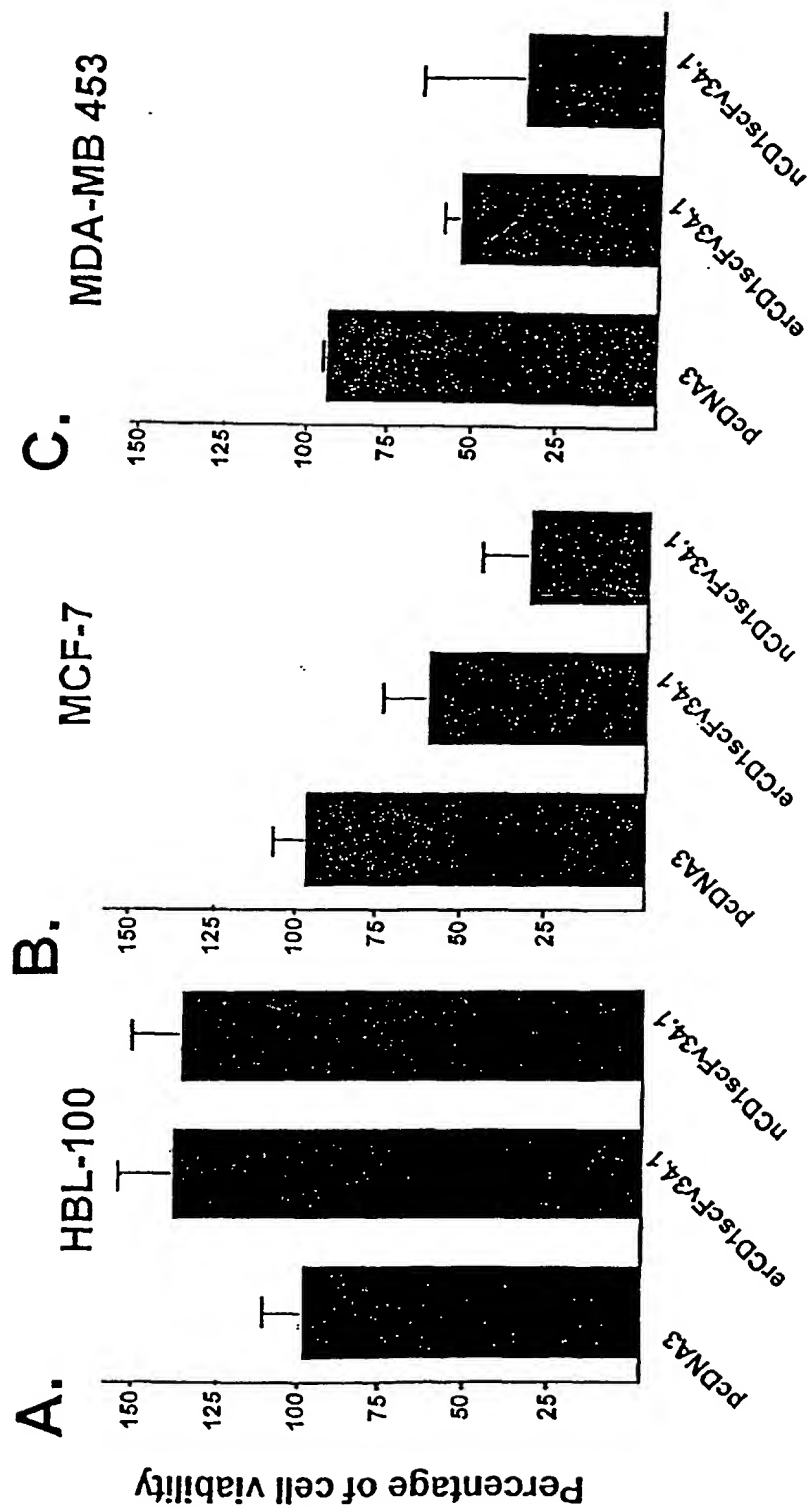 A.
HBL-100
Percentage of cell viability
150
125
100
75
50
25
pcDNA3
erCD1scFv34.1
nCD1scFv34.1
B.
MCF-7
150
125
100
75
50
25
pcDNA3
erCD1scFv34.1
nCD1scFv34.1
C.
MDA-MB 453
150
125
100
75
50
25
pcDNA3
erCD1scFv34.1
nCD1scFv34.1